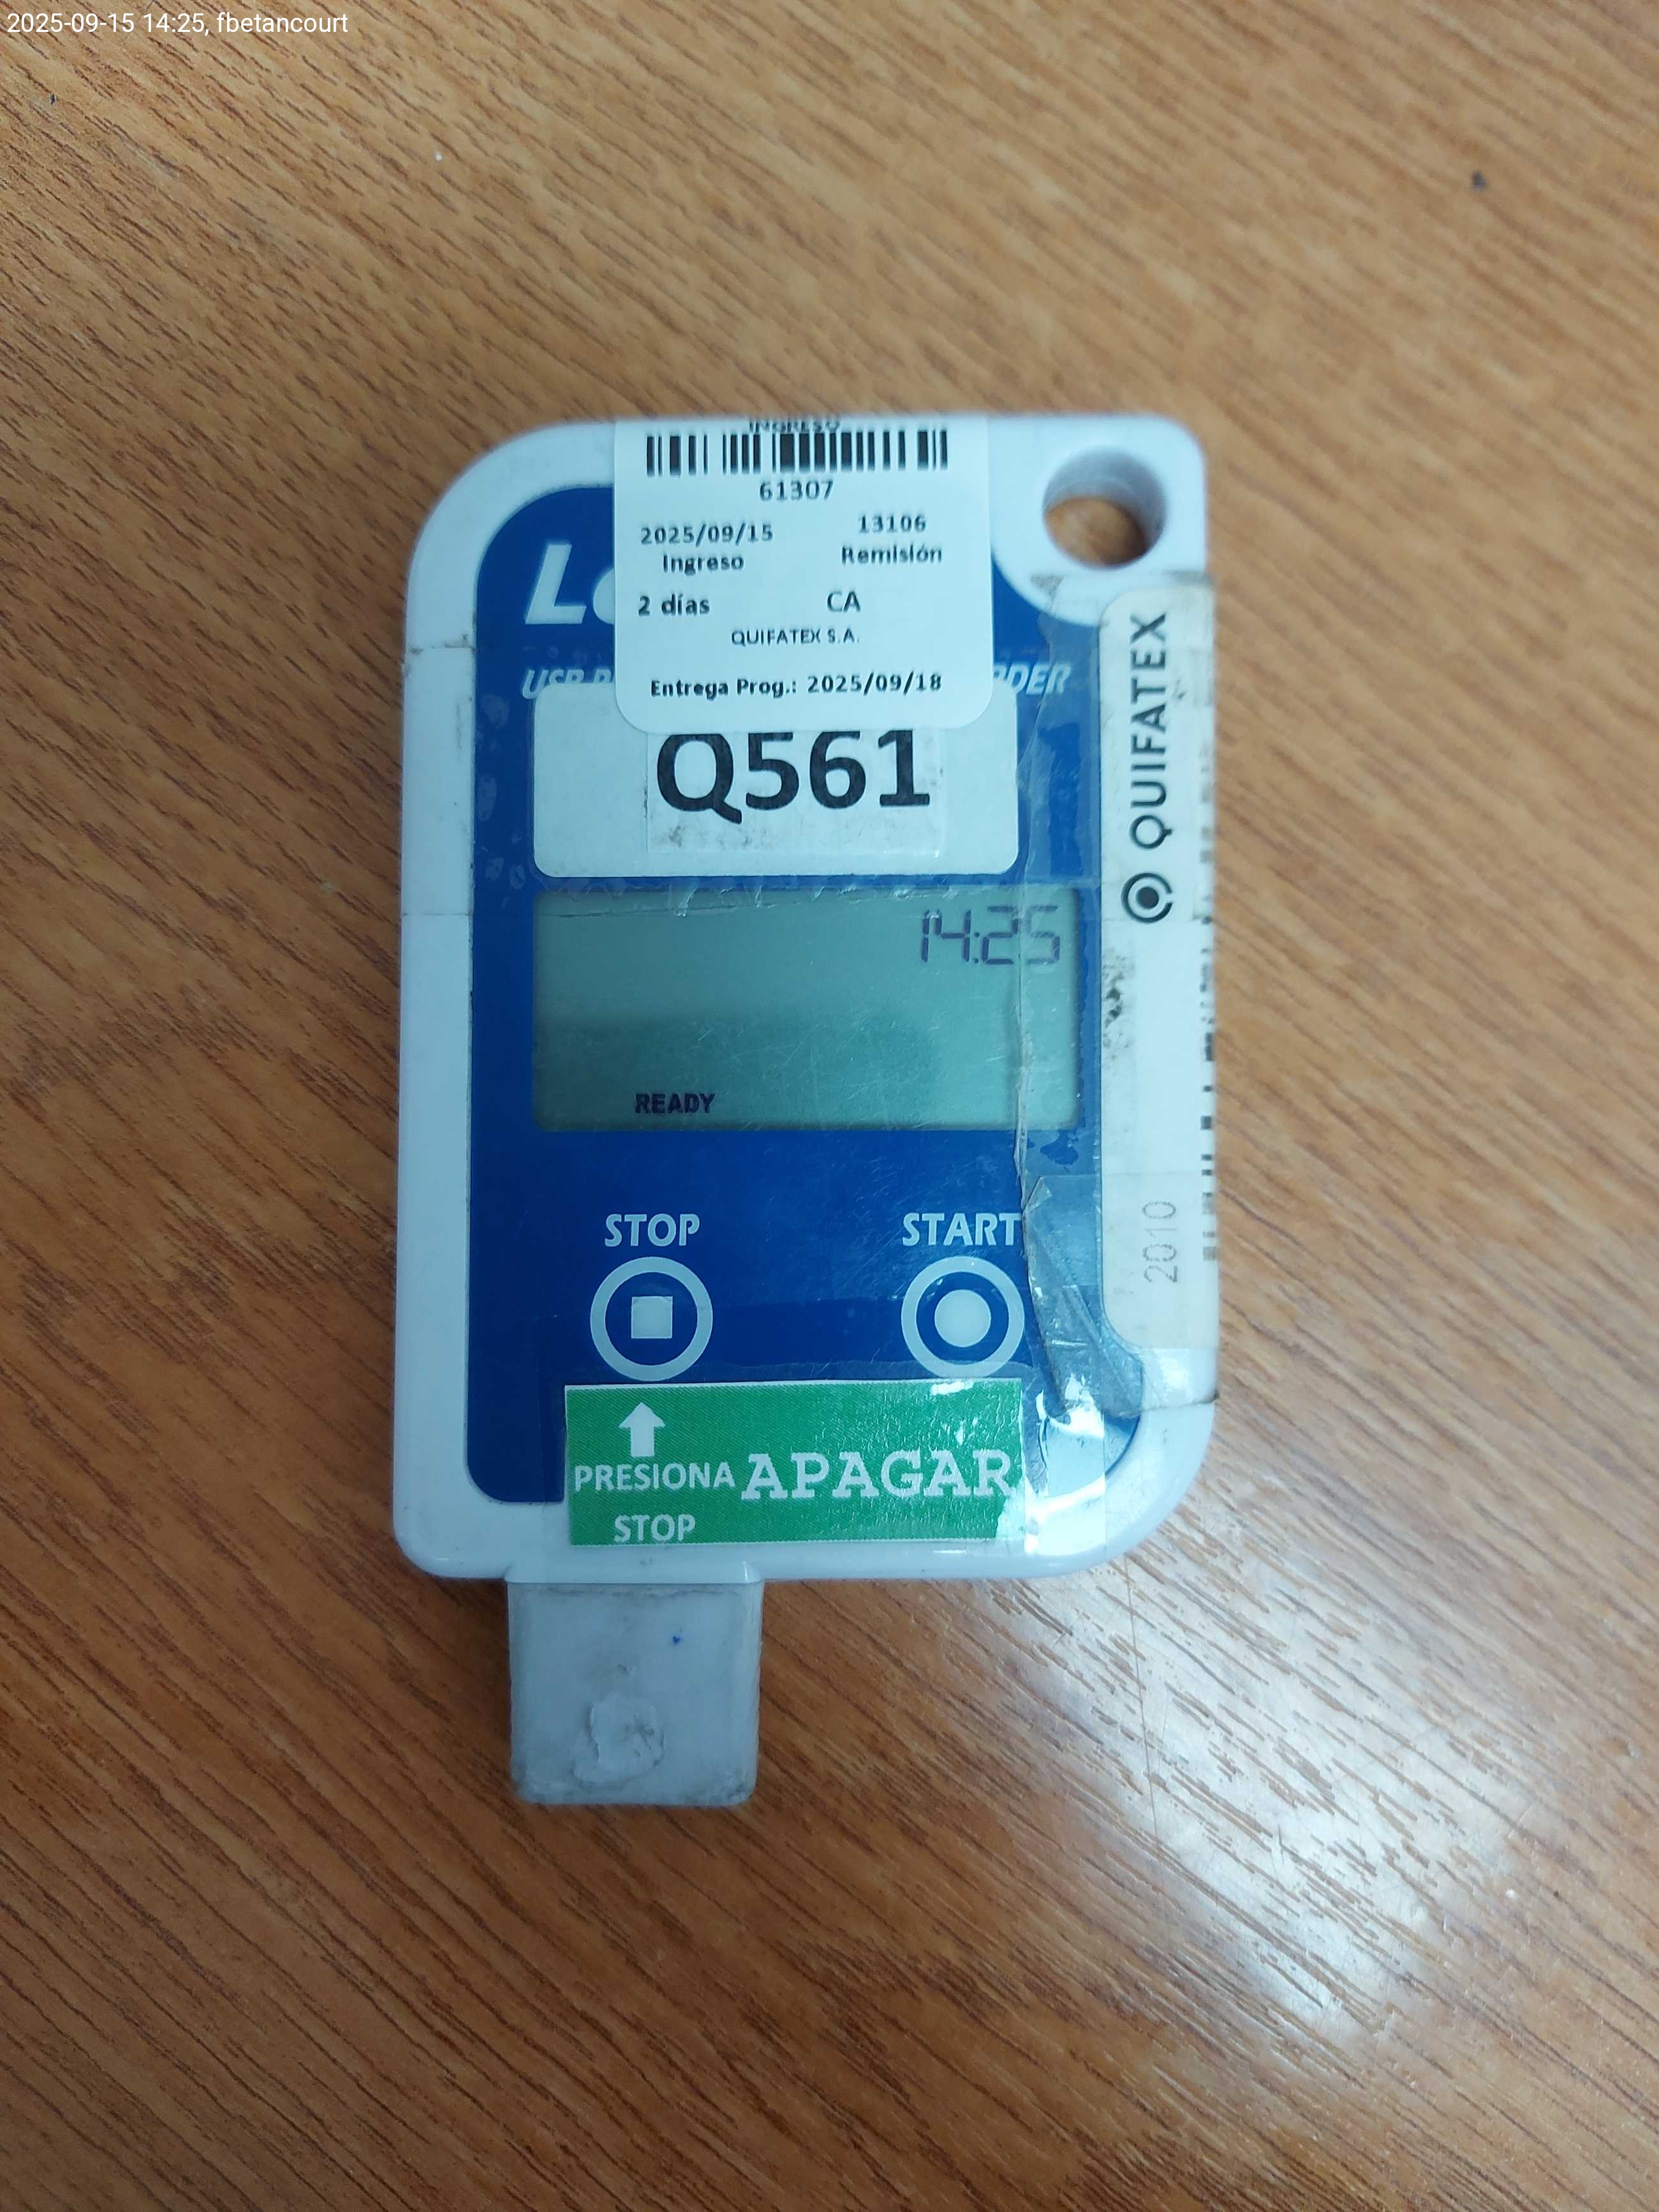 2025-09-15 14:25, fbetancourt
INGRESO
61307
2025/09/15 13106
Ingreso Remisión
2 días CA
QUIFATEX S.A.
Entrega Prog.: 2025/09/18
Q561
QUIFATEX
2010
14:25
READY
STOP START
PRESIONA APAGAR
STOP